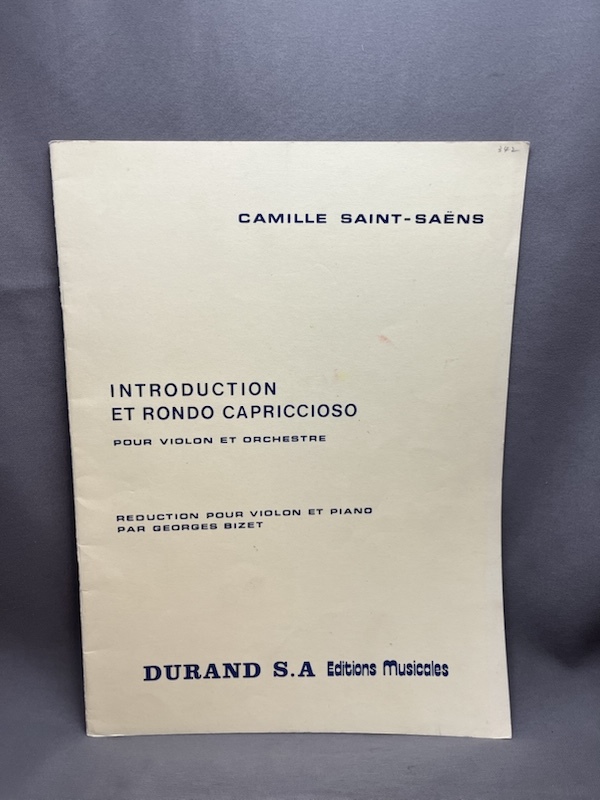 CAMILLE SAINT-SAËNS
INTRODUCTION
ET RONDO CAPRICCIOSO
POUR VIOLON ET ORCHESTRE
REDUCTION POUR VIOLON ET PIANO
PAR GEORGES BIZET
DURAND S.A Editions Musicales